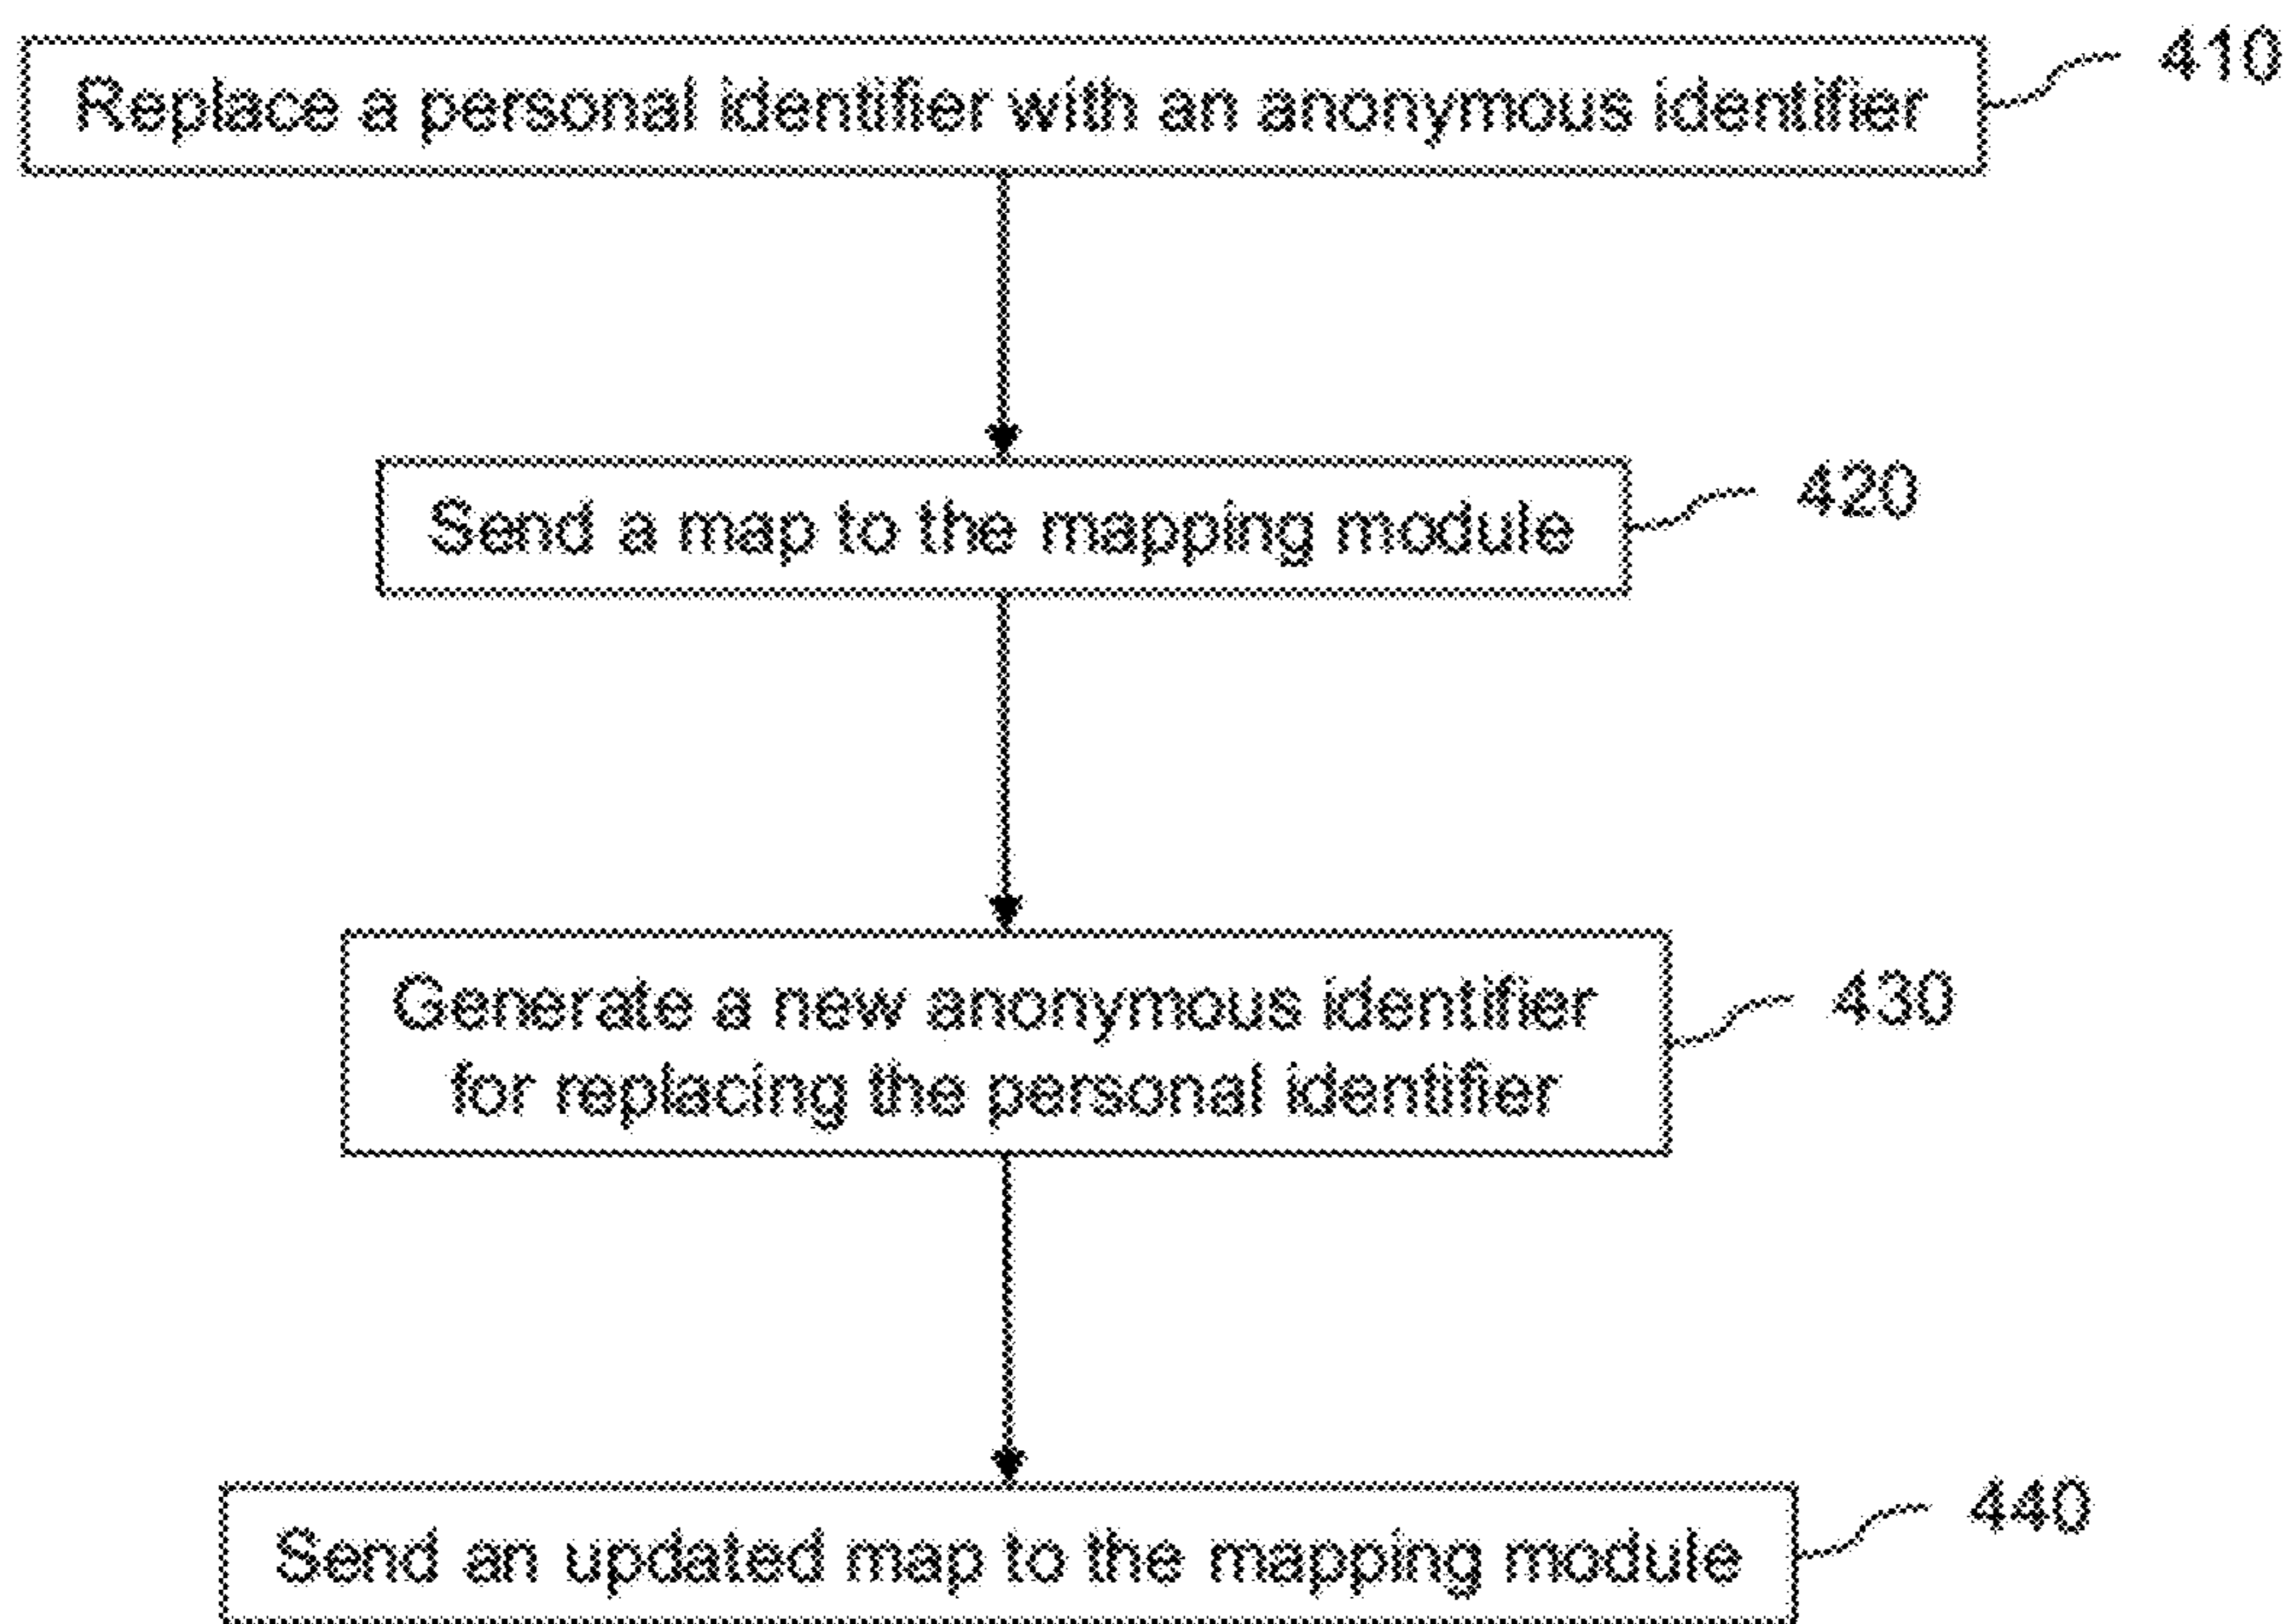 Replace a personal identifier with an anonymous identifier
410
Send a map to the mapping module
420
Generate a new anonymous identifier
for replacing the personal identifier
430
Send an updated map to the mapping module
440